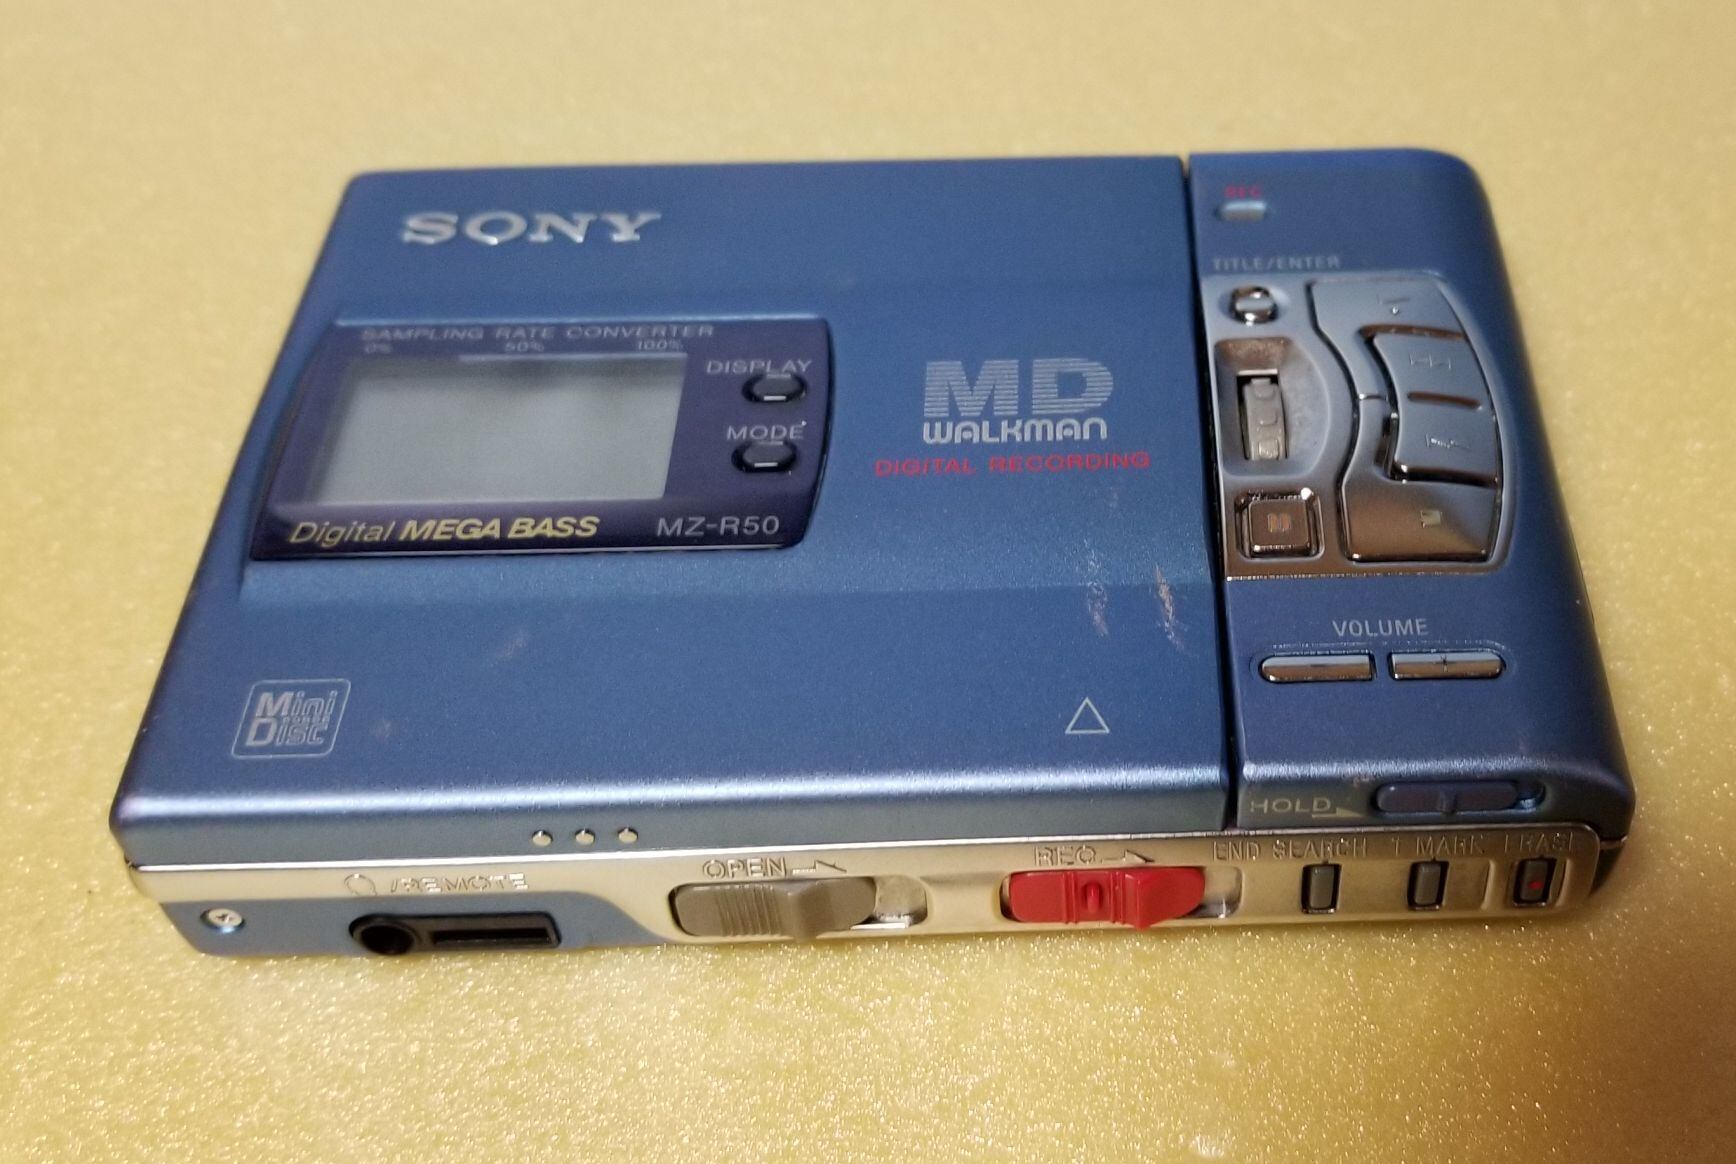 SONY
REC
TITLE/ENTER
SAMPLING RATE CONVERTER
0% 50% 100%
DISPLAY
MODE
Digital MEGA BASS MZ-R50
MD
WALKMAN
DIGITAL RECORDING
VOLUME
- +
Mini
Disc
HOLD
OPEN
REC
END SEARCH T MARK ERASE
/REMOTE